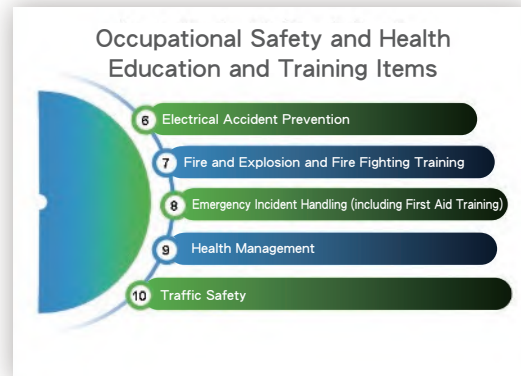 Occupational Safety and Health
Education and Training Items
6 Electrical Accident Prevention
7 Fire and Explosion and Fire Fighting Training
8 Emergency Incident Handling (including First Aid Training)
9 Health Management
10 Traffic Safety